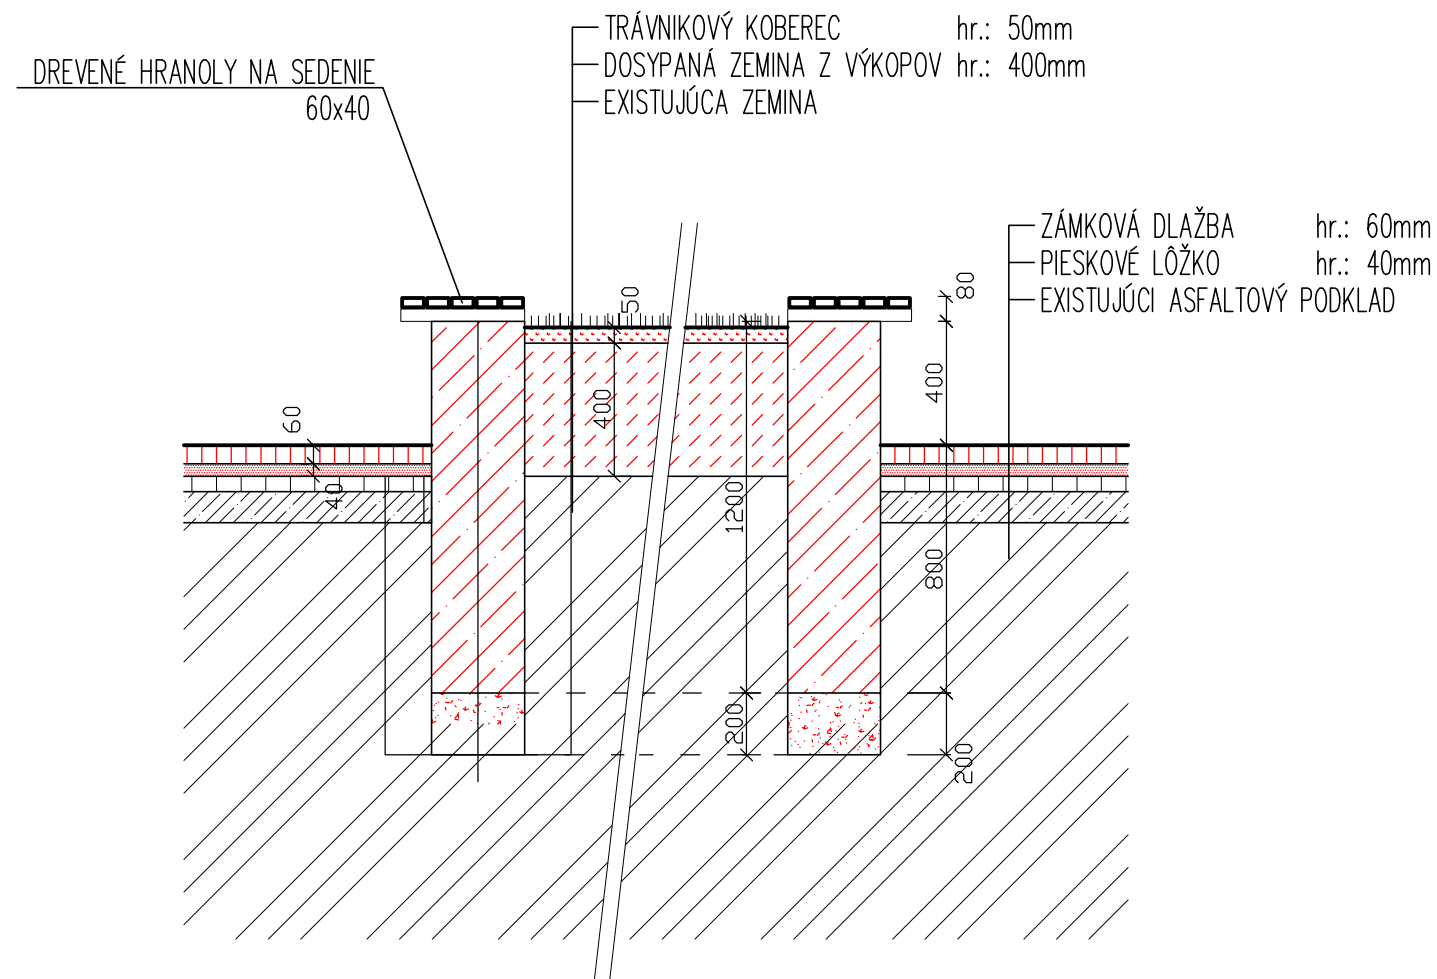 TRÁVNIKOVÝ KOBEREC hr.: 50mm
DOSYPANÁ ZEMINA Z VÝKOPOV hr.: 400mm
EXISTUJÚCA ZEMINA
DREVENÉ HRANOLY NA SEDENIE
60x40
ZÁMKOVÁ DLAŽBA hr.: 60mm
PIESKOVÉ LÔŽKO hr.: 40mm
EXISTUJÚCI ASFALTOVÝ PODKLAD
80
50
400
400
60
40
1200
800
200
200